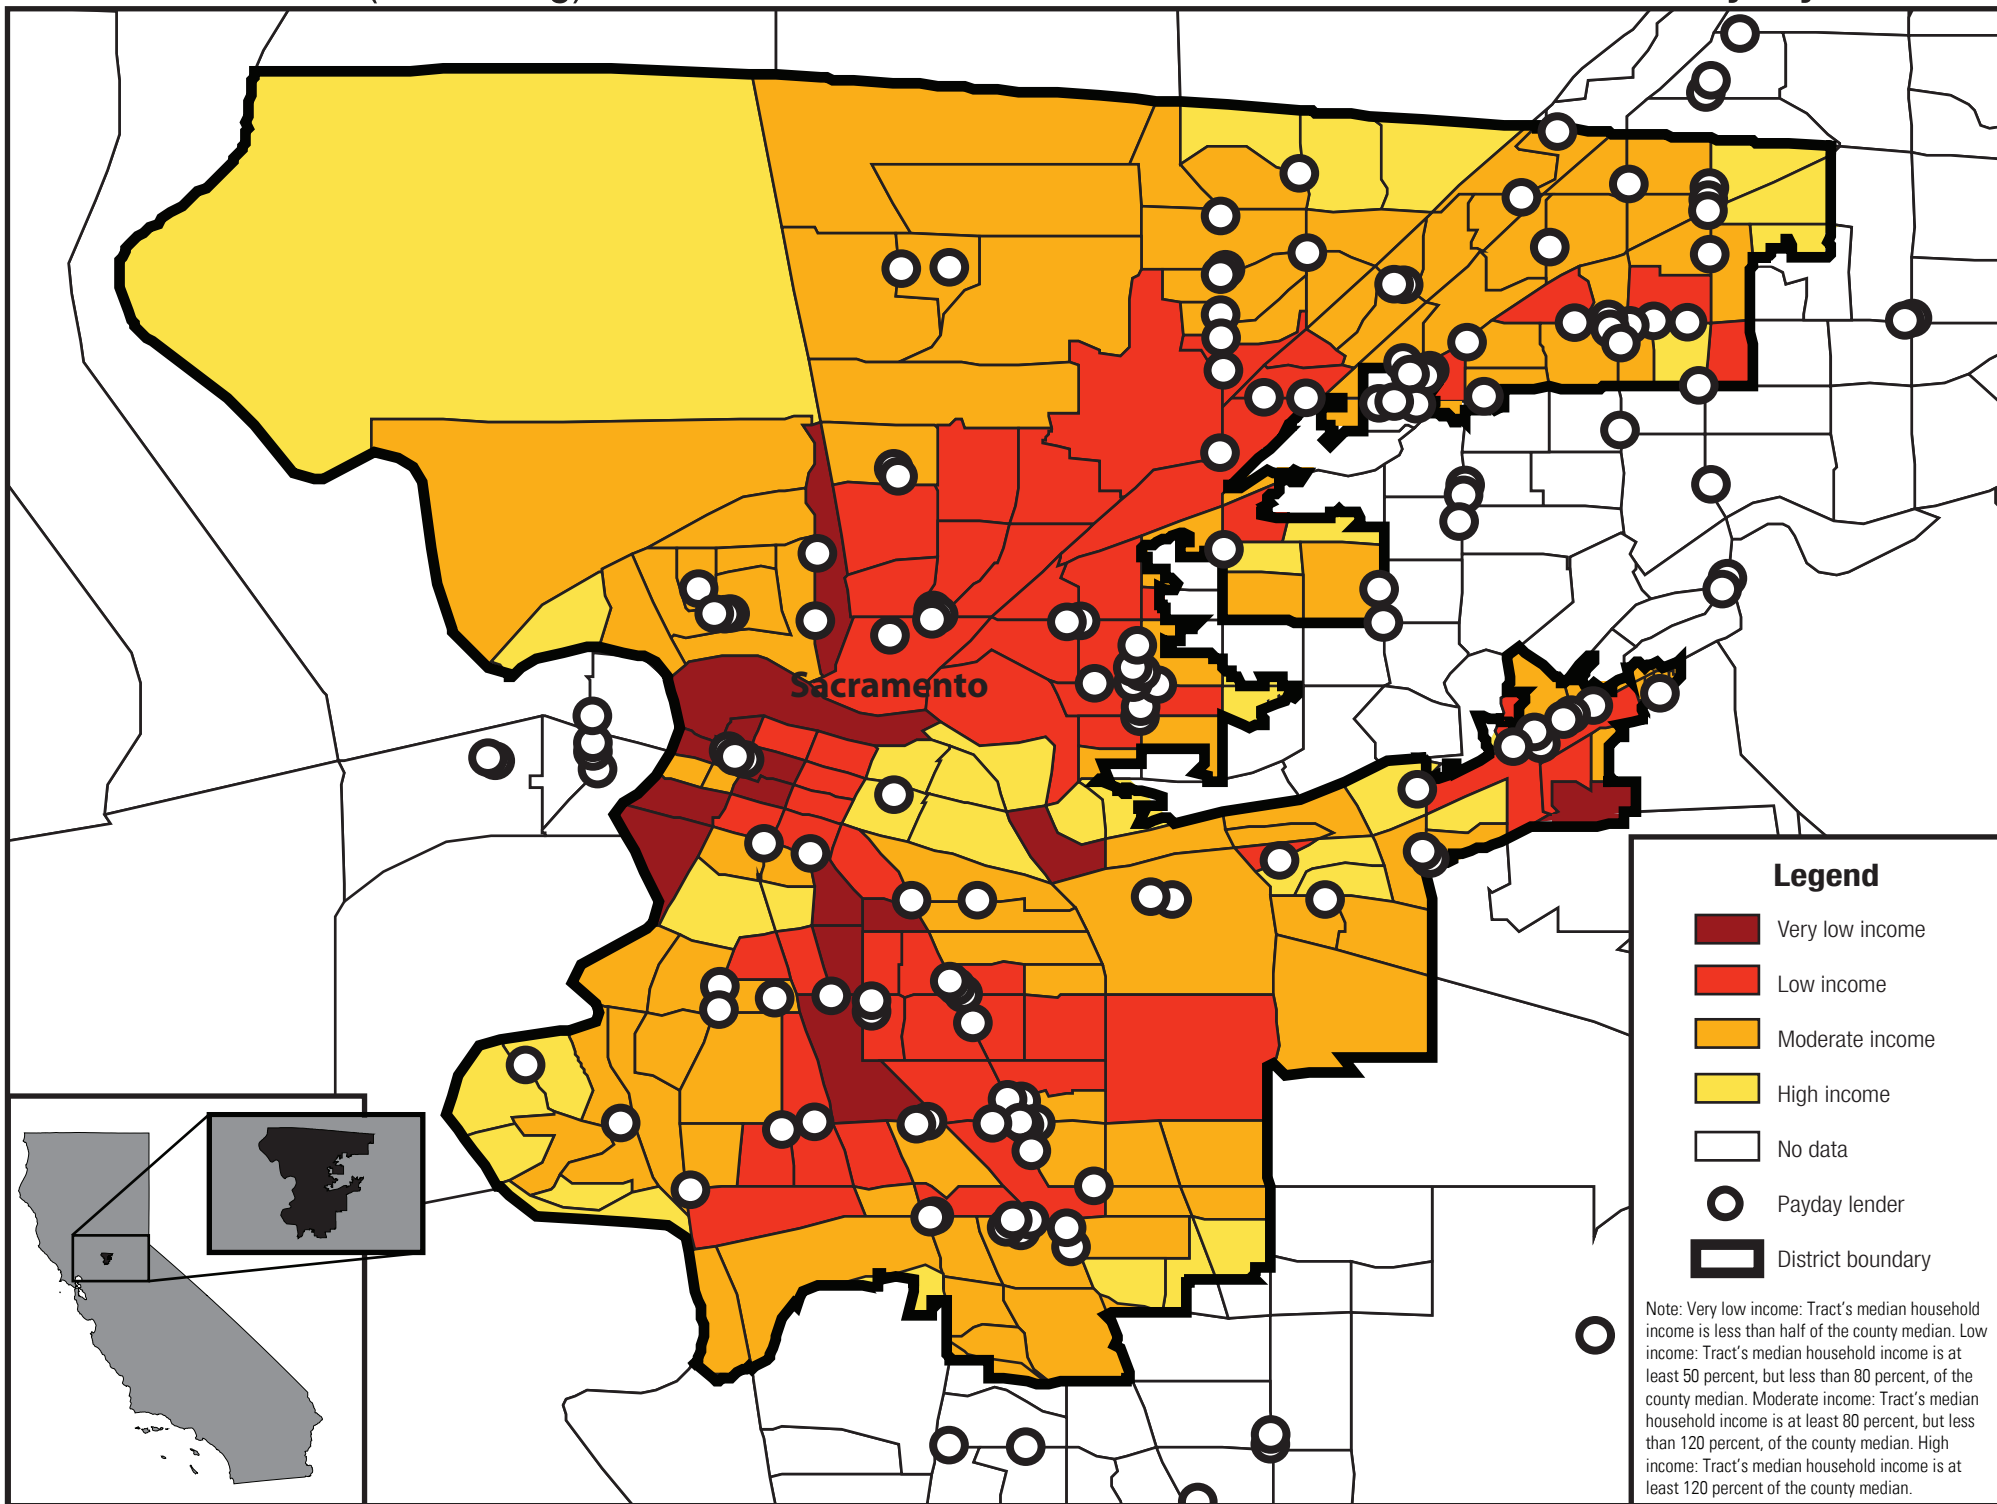 Sacramento
Legend
Very low income
Low income
Moderate income
High income
No data
Payday lender
District boundary
Note: Very low income: Tract's median household
income is less than half of the county median. Low
income: Tract's median household income is at
least 50 percent, but less than 80 percent, of the
county median. Moderate income: Tract's median
household income is at least 80 percent, but less
than 120 percent, of the county median. High
income: Tract's median household income is at
least 120 percent of the county median.